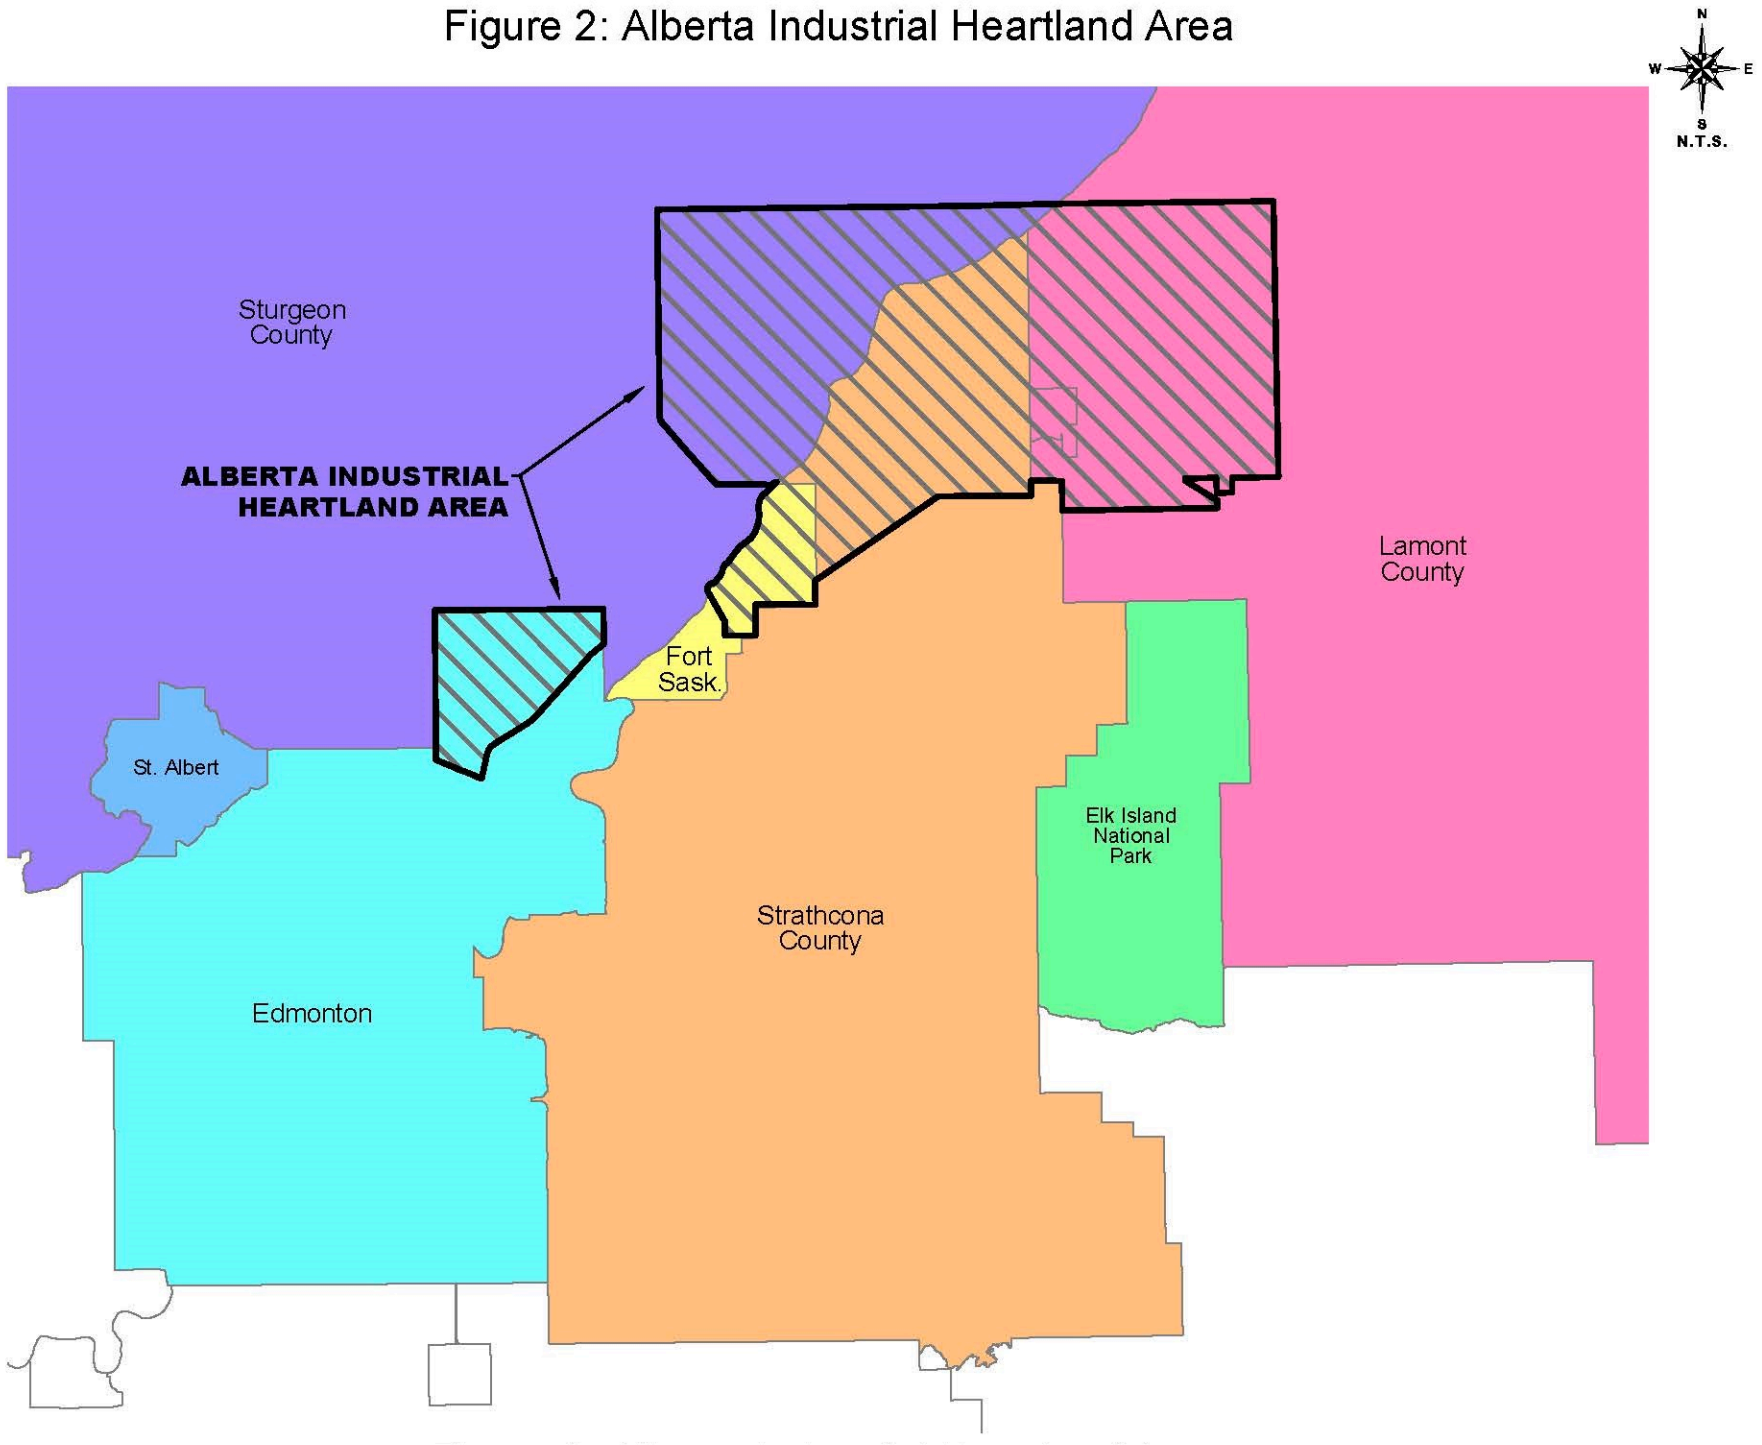 Figure 2: Alberta Industrial Heartland Area
N
W E
S
N.T.S.
Sturgeon
County
ALBERTA INDUSTRIAL
HEARTLAND AREA
Lamont
County
Fort
Sask.
St. Albert
Elk Island
National
Park
Strathcona
County
Edmonton